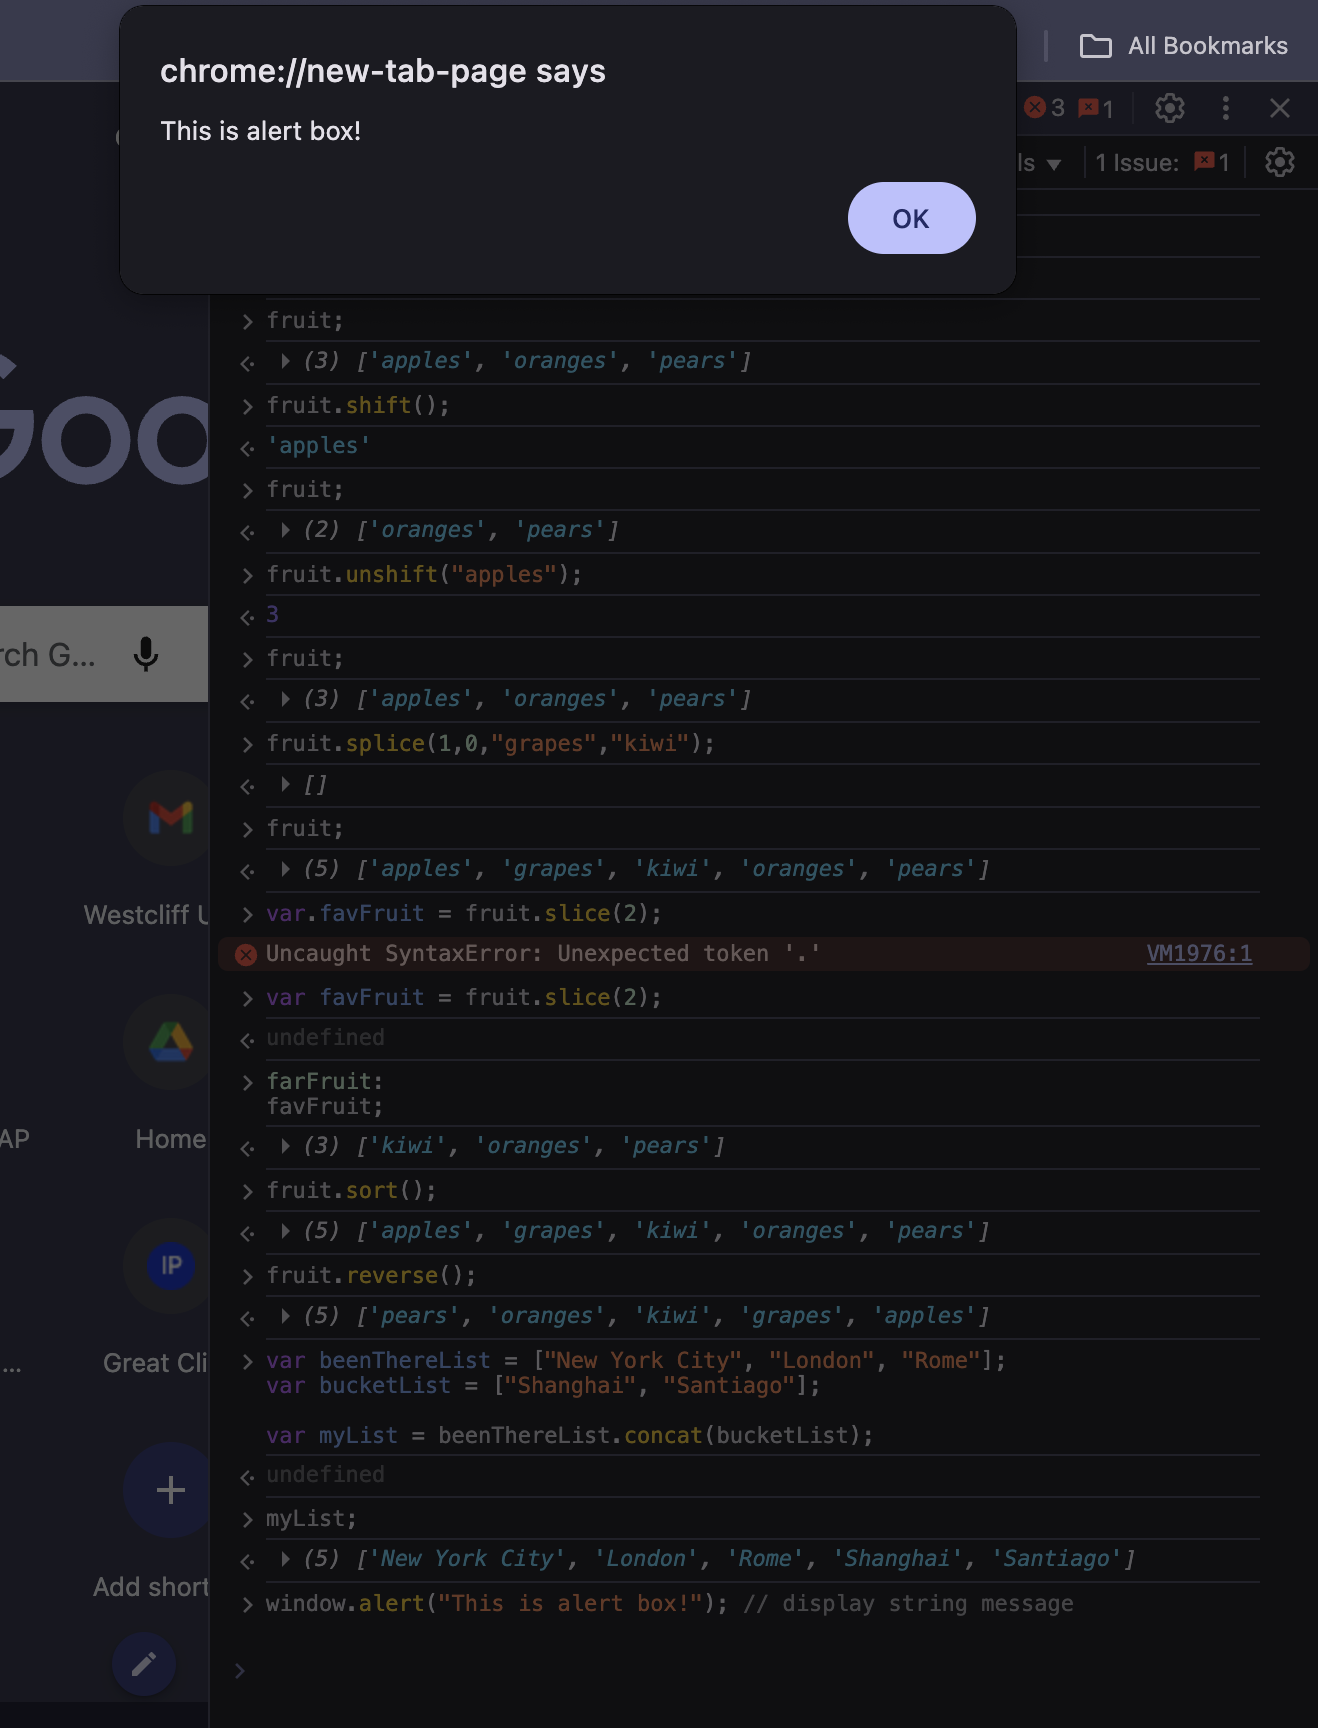 chrome://new-tab-page says
This is alert box!
OK
All Bookmarks
3 1
ls ▼ 1 Issue: 1
> fruit;
(3) ['apples', 'oranges', 'pears']
> fruit.shift();
'apples'
> fruit;
(2) ['oranges', 'pears']
> fruit.unshift("apples");
3
> fruit;
(3) ['apples', 'oranges', 'pears']
> fruit.splice(1,0,"grapes","kiwi");
[]
> fruit;
(5) ['apples', 'grapes', 'kiwi', 'oranges', 'pears']
> var.favFruit = fruit.slice(2);
Uncaught SyntaxError: Unexpected token '.' VM1976:1
> var favFruit = fruit.slice(2);
undefined
> farFruit:
favFruit;
(3) ['kiwi', 'oranges', 'pears']
> fruit.sort();
(5) ['apples', 'grapes', 'kiwi', 'oranges', 'pears']
> fruit.reverse();
(5) ['pears', 'oranges', 'kiwi', 'grapes', 'apples']
> var beenThereList = ["New York City", "London", "Rome"];
var bucketList = ["Shanghai", "Santiago"];
var myList = beenThereList.concat(bucketList);
undefined
> myList;
(5) ['New York City', 'London', 'Rome', 'Shanghai', 'Santiago']
> window.alert("This is alert box!"); // display string message
>
Goo
rch G...
Westcliff U
AP
Home
IP
...
Great Cli
Add short